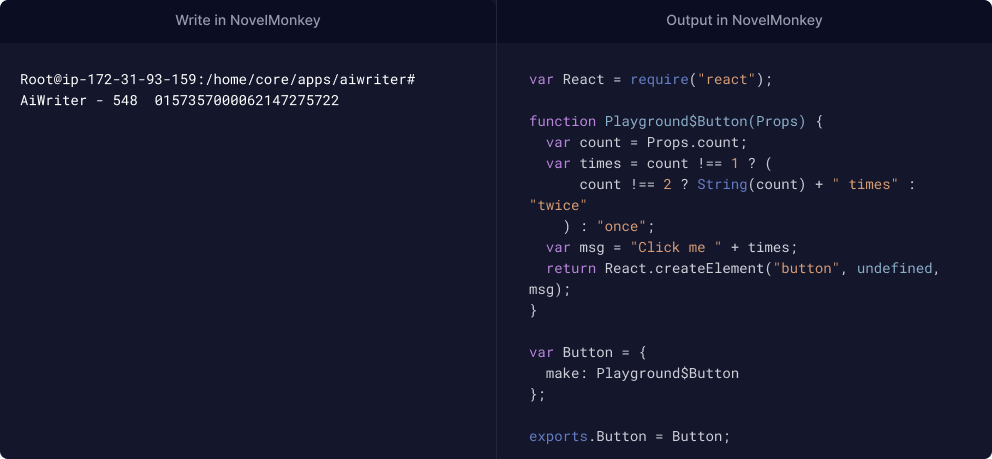 Write in NovelMonkey
Output in NovelMonkey
Root@ip-172-31-93-159:/home/core/apps/aiwriter#
AiWriter - 548  0157357000062147275722
var React = require("react");
function Playground$Button(Props) {
  var count = Props.count;
  var times = count !== 1 ? (
      count !== 2 ? String(count) + " times" :
"twice"
    ) : "once";
  var msg = "Click me " + times;
  return React.createElement("button", undefined,
msg);
}
var Button = {
  make: Playground$Button
};
exports.Button = Button;